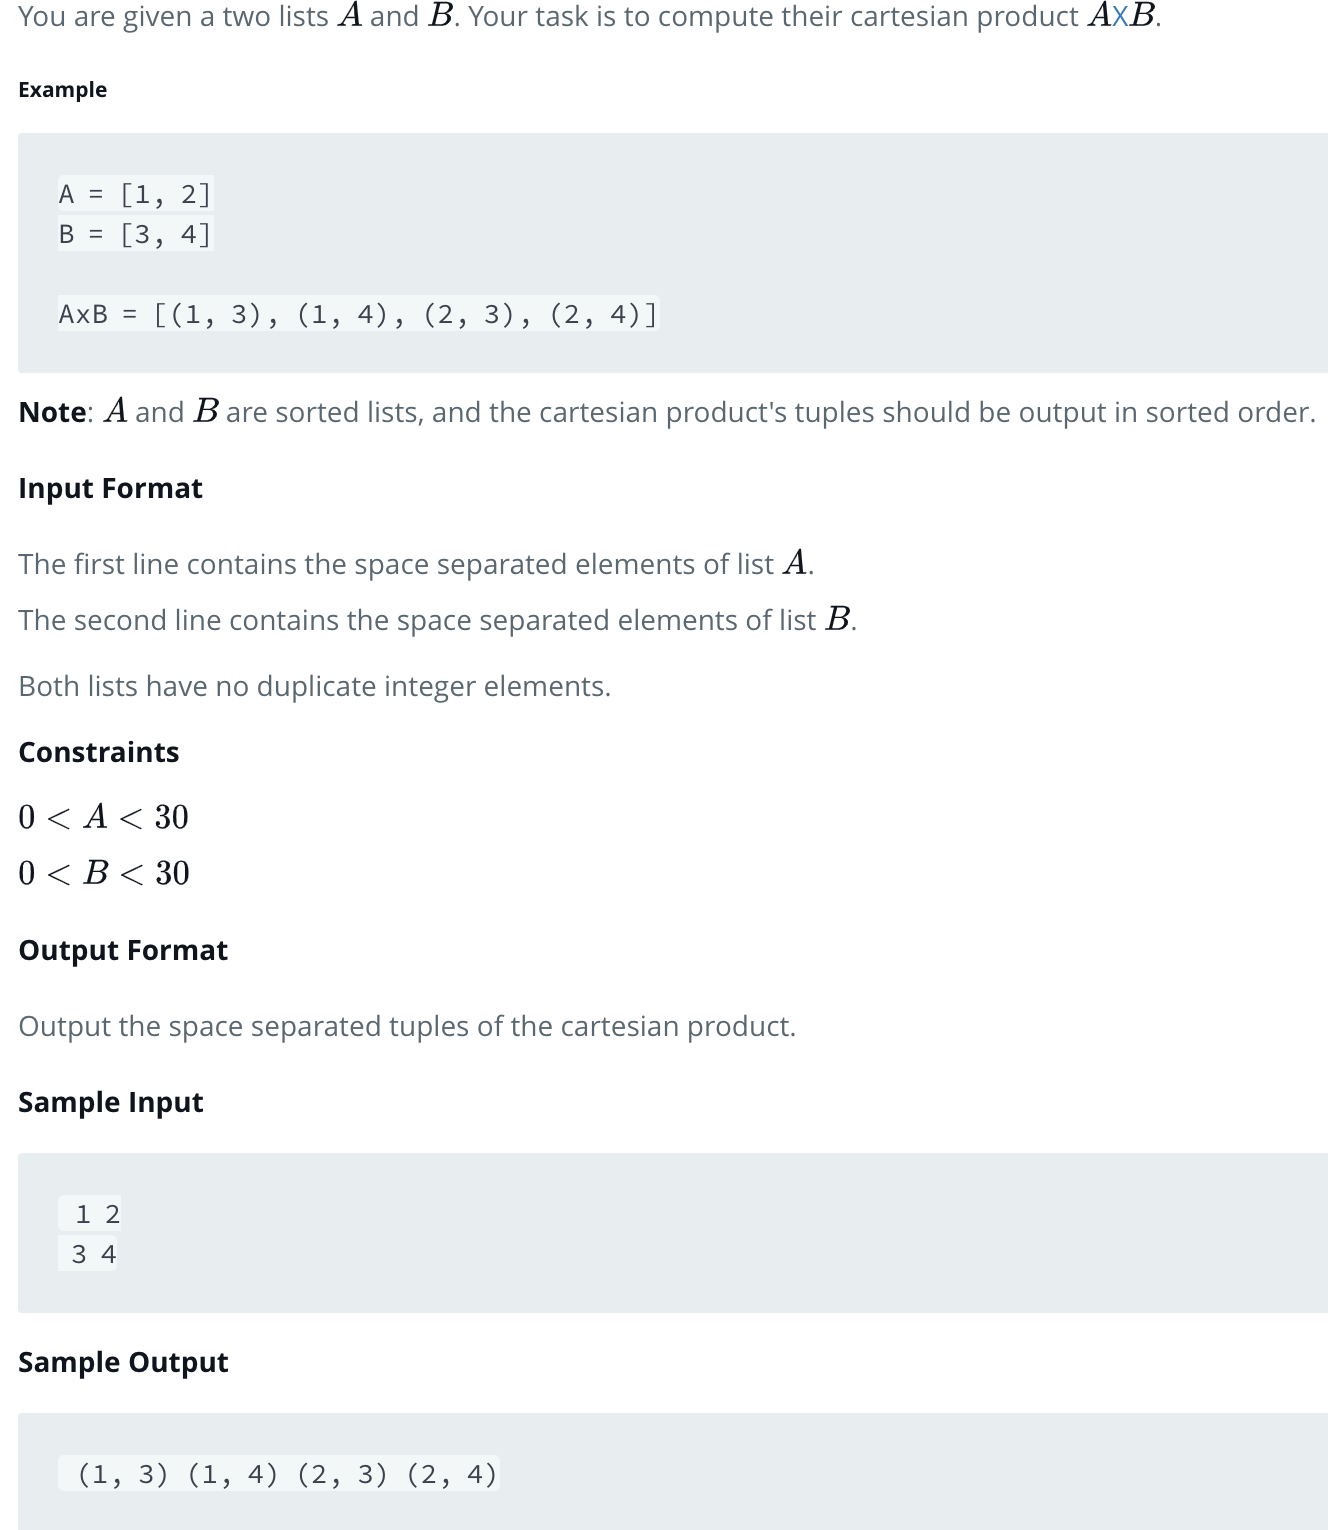 You are given a two lists A and B. Your task is to compute their cartesian product AXB.
Example
A = [1, 2]
B = [3, 4]
AxB = [(1, 3), (1, 4), (2, 3), (2, 4)]
Note: A and B are sorted lists, and the cartesian product's tuples should be output in sorted order.
Input Format
The first line contains the space separated elements of list A.
The second line contains the space separated elements of list B.
Both lists have no duplicate integer elements.
Constraints
0 < A < 30
0 < B < 30
Output Format
Output the space separated tuples of the cartesian product.
Sample Input
1 2
3 4
Sample Output
(1, 3) (1, 4) (2, 3) (2, 4)